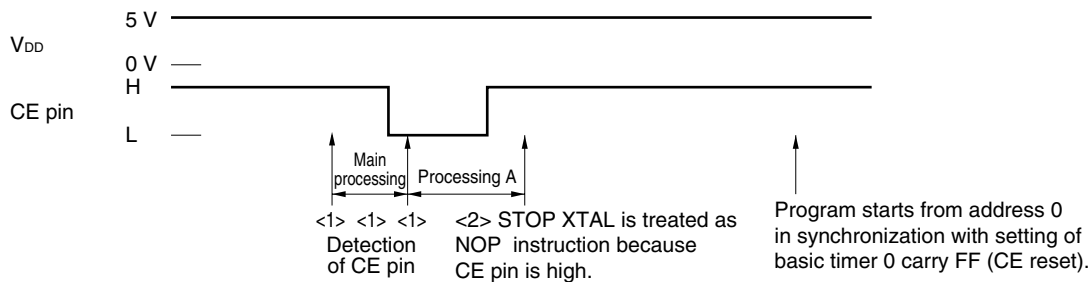 5 V
VDD
0 V
H
CE pin
L
Main
processing
Processing A
<1> <1> <1>
Detection
of CE pin
<2> STOP XTAL is treated as
NOP instruction because
CE pin is high.
Program starts from address 0
in synchronization with setting of
basic timer 0 carry FF (CE reset).